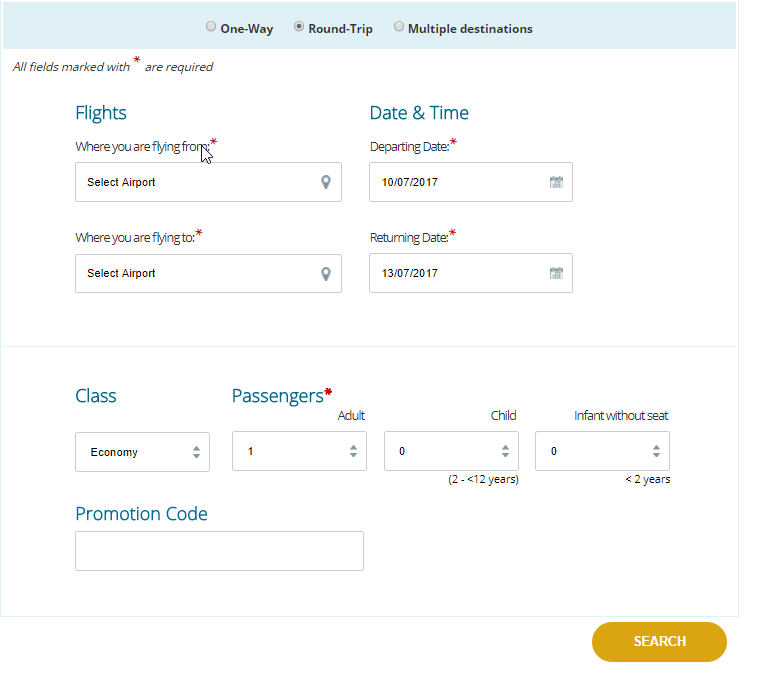 One-Way Round-Trip Multiple destinations
All fields marked with * are required
Flights
Date & Time
Where you are flying from:*
Departing Date:*
Select Airport
10/07/2017
Where you are flying to:*
Returning Date:*
Select Airport
13/07/2017
Class
Passengers*
Adult
Child
Infant without seat
Economy
1
0
0
(2 - <12 years)
< 2 years
Promotion Code
SEARCH